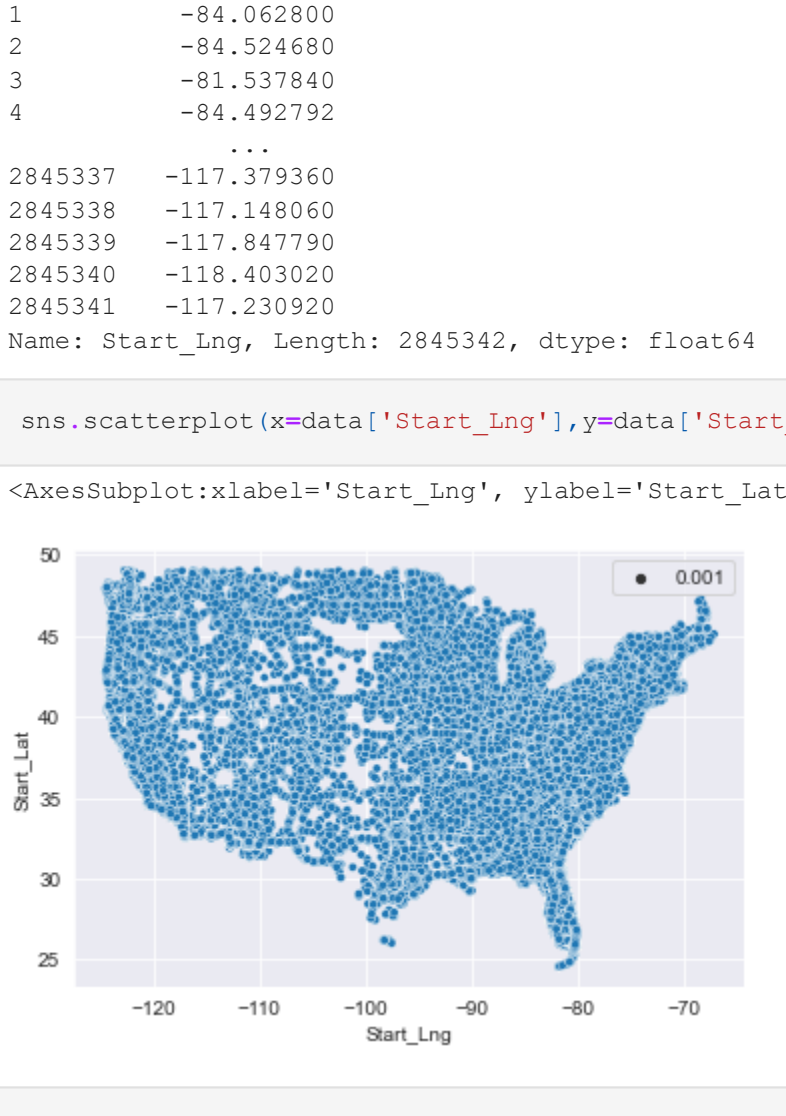 1          -84.062800
2          -84.524680
3          -81.537840
4          -84.492792
              ...
2845337   -117.379360
2845338   -117.148060
2845339   -117.847790
2845340   -118.403020
2845341   -117.230920
Name: Start_Lng, Length: 2845342, dtype: float64
sns.scatterplot(x=data['Start_Lng'],y=data['Start_
<AxesSubplot:xlabel='Start_Lng', ylabel='Start_Lat
50
0.001
45
40
Start_Lat
35
30
25
−120 −110 −100 −90 −80 −70
Start_Lng